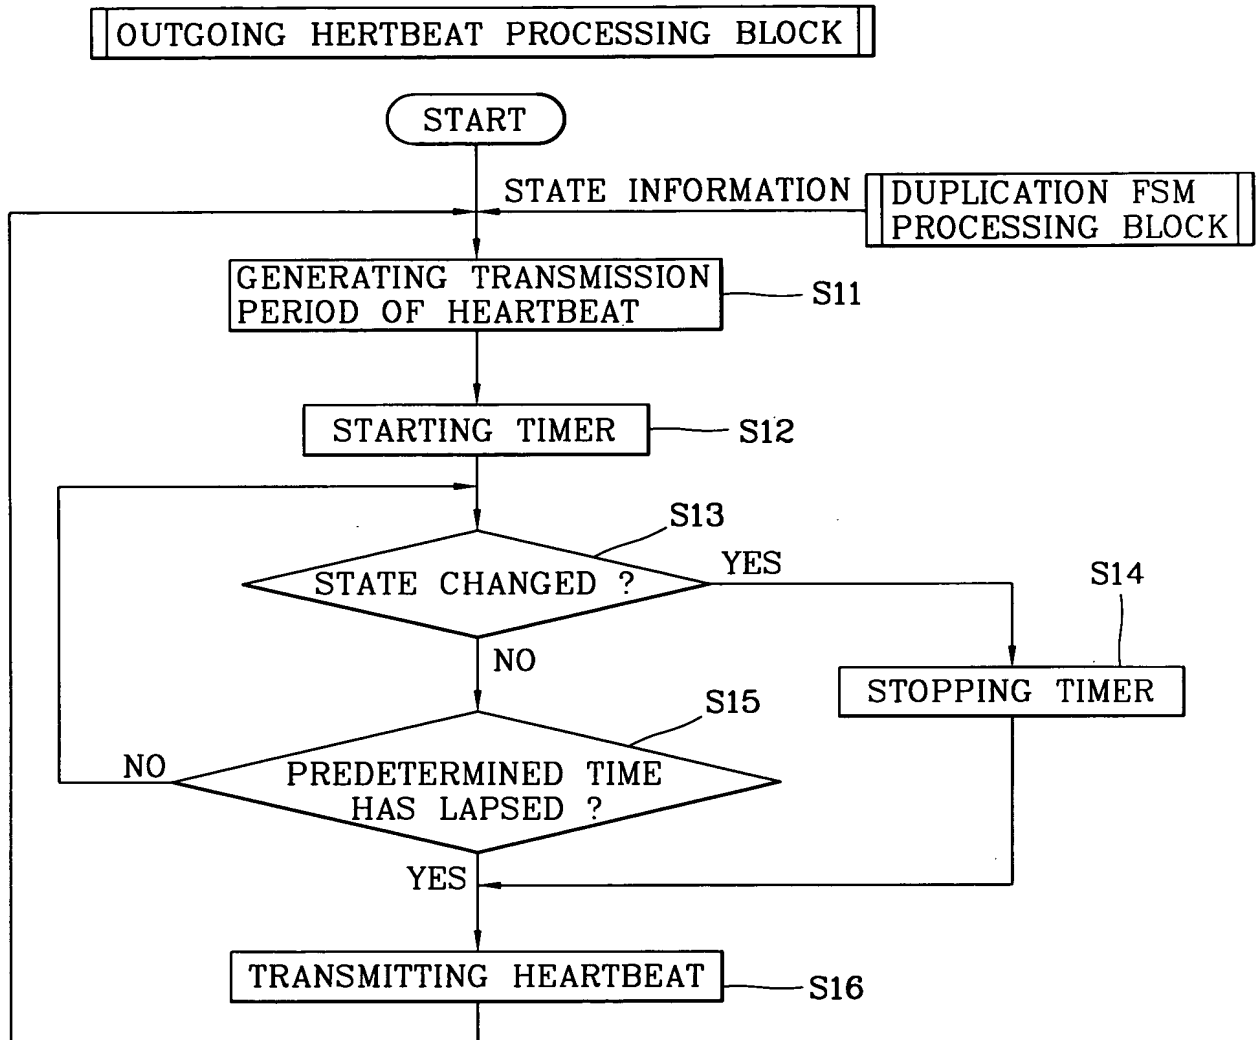 OUTGOING HERTBEAT PROCESSING BLOCK
START
STATE INFORMATION
DUPLICATION FSM
PROCESSING BLOCK
GENERATING TRANSMISSION
PERIOD OF HEARTBEAT
S11
STARTING TIMER
S12
S13
STATE CHANGED ?
YES
S14
NO
STOPPING TIMER
S15
NO
PREDETERMINED TIME
HAS LAPSED ?
YES
TRANSMITTING HEARTBEAT
S16